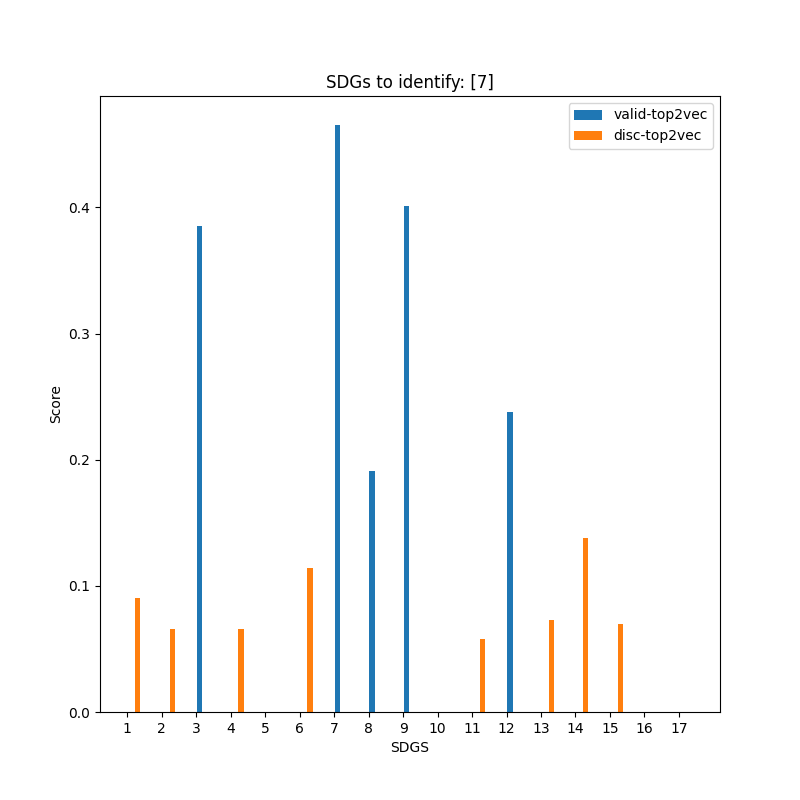 SDGs to identify: [7]
valid-top2vec
disc-top2vec
Score
0.4
0.3
0.2
0.1
0.0
1 2 3 4 5 6 7 8 9 10 11 12 13 14 15 16 17
SDGS